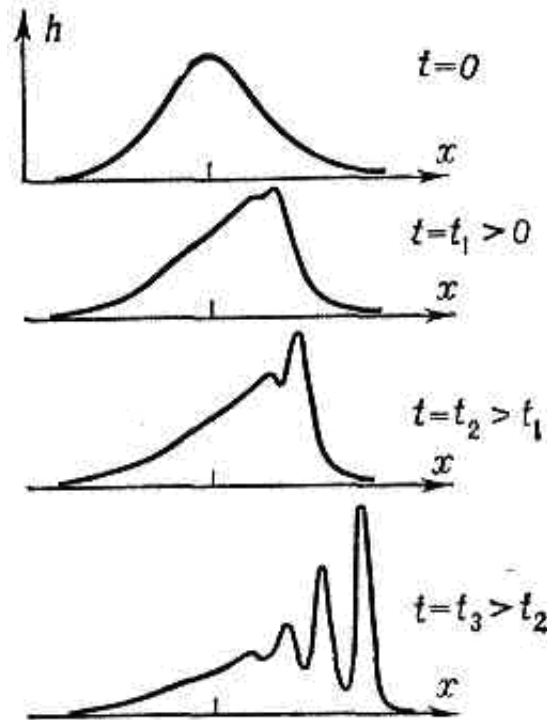 h
t=0
x
t=t₁>0
x
t=t₂>t₁
x
t=t₃>t₂
x